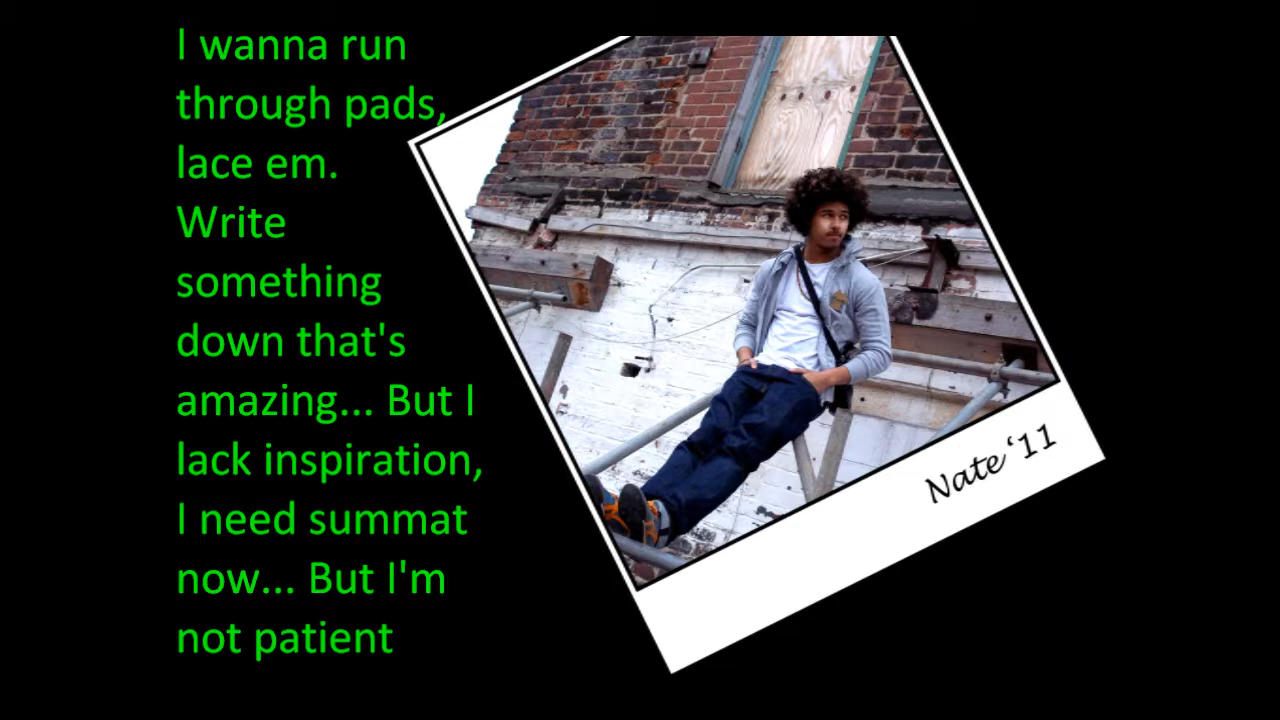 I wanna run
through pads,
lace em.
Write
something
down that's
amazing... But I
lack inspiration,
I need summat
now... But I'm
not patient
Nate ‘11